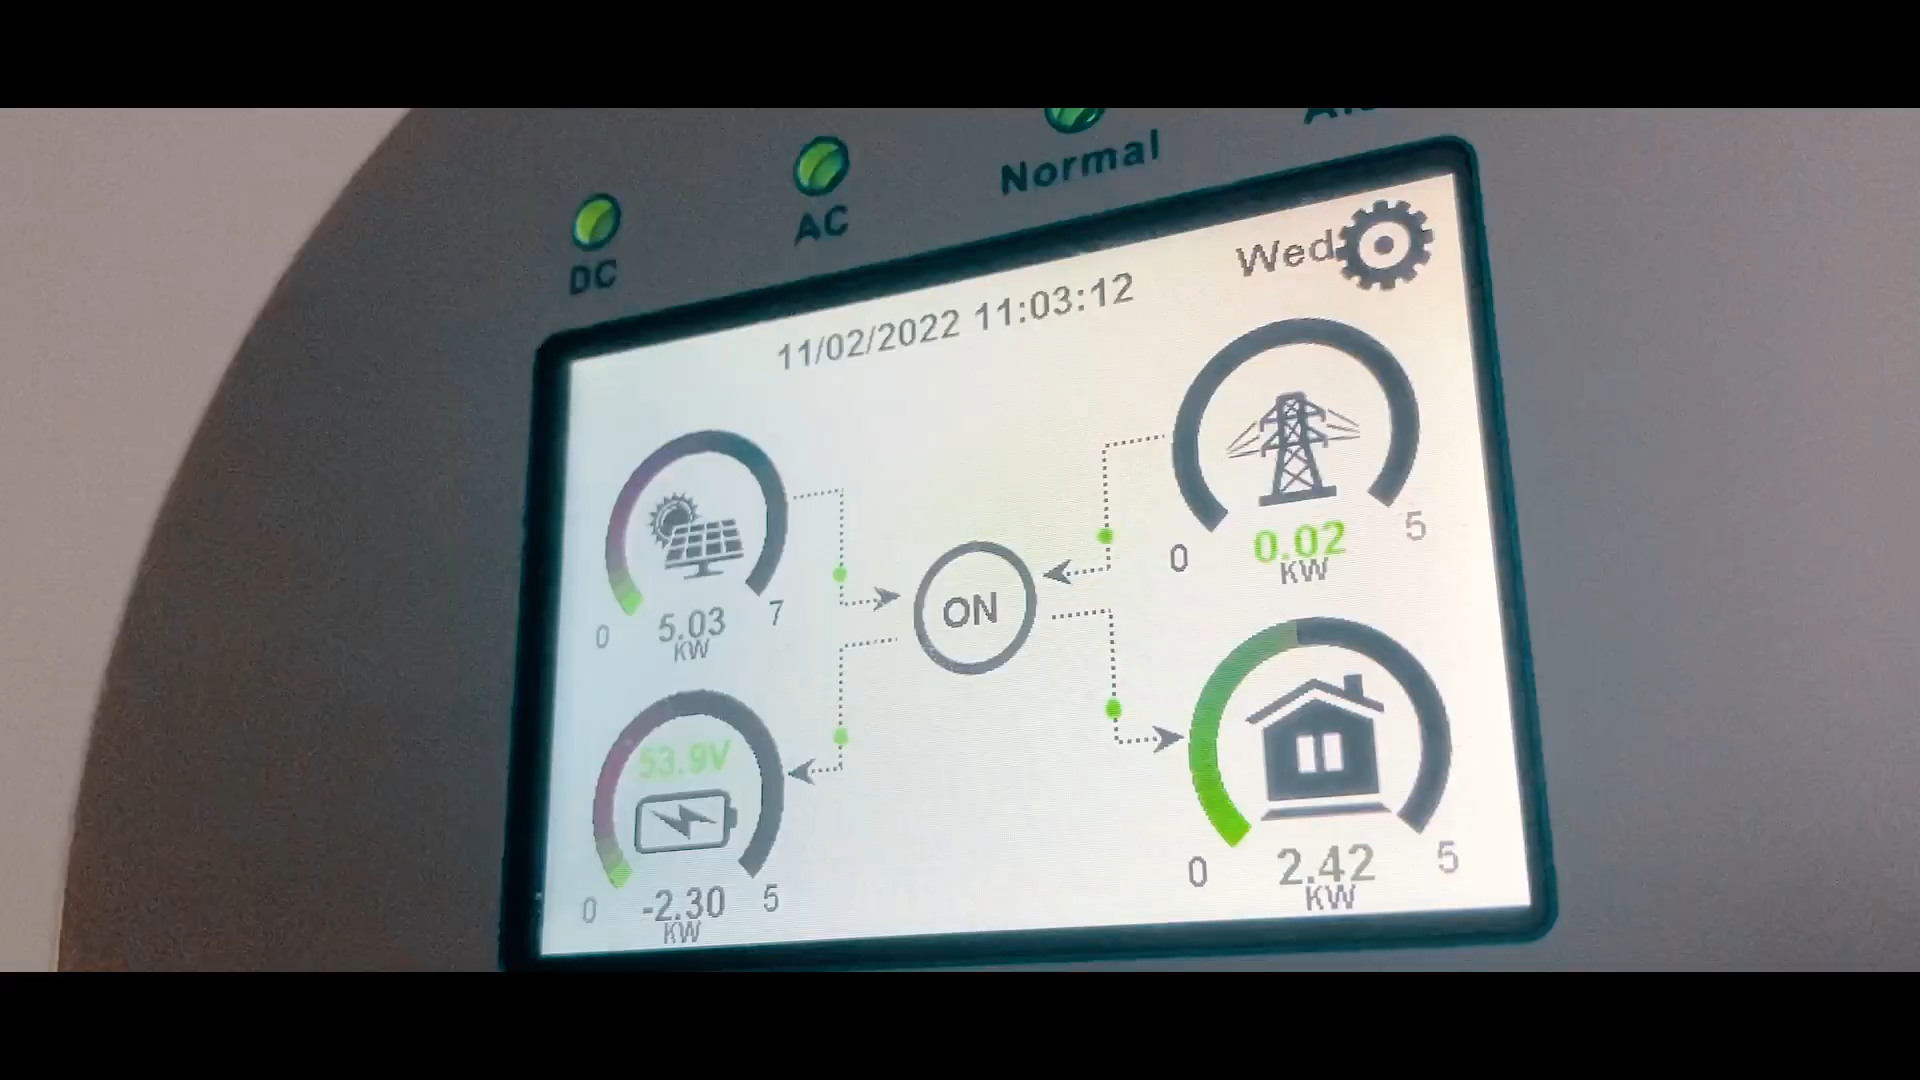 DC
AC
Normal
Wed
11/02/2022 11:03:12
0
5.03
KW
7
0
0.02
KW
5
ON
53.9V
0
-2.30
KW
5
0
2.42
KW
5